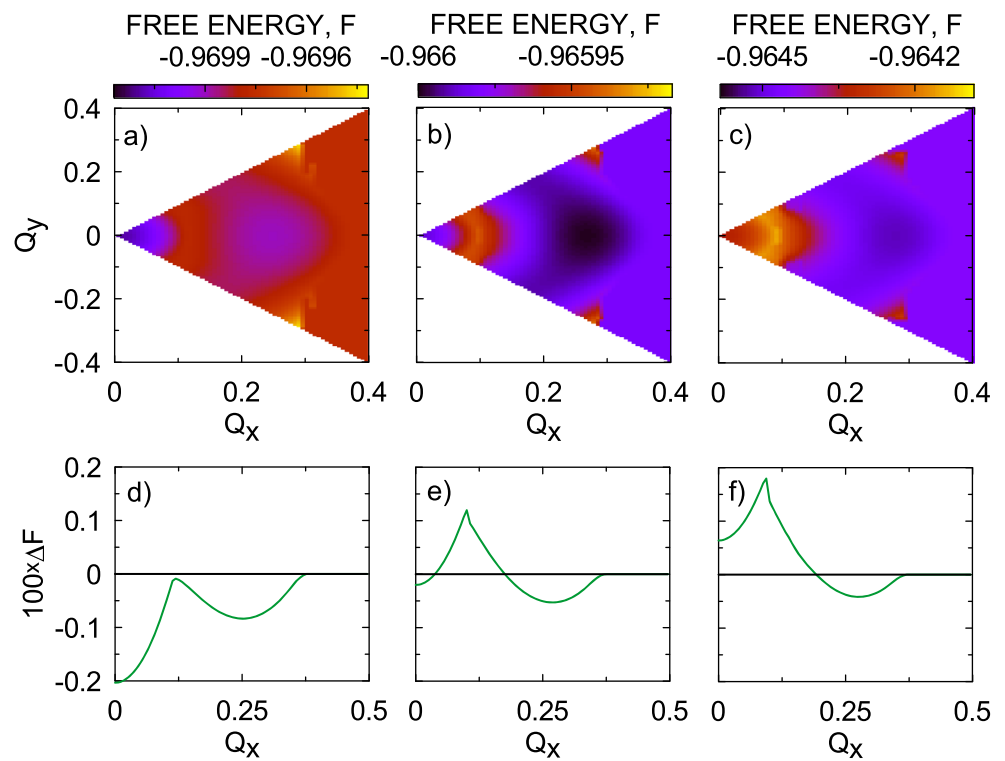 FREE ENERGY, F FREE ENERGY, F FREE ENERGY, F
-0.9699 -0.9696 -0.966 -0.96595 -0.9645 -0.9642
0.4 a) b) c)
0.2
Qy 0
-0.2
-0.4
0 0.2 0.4 0 0.2 0.4 0 0.2 0.4
Qx Qx Qx
0.2 d) e) f)
0.1
100xΔF 0
-0.1
-0.2
0 0.25 0.5 0 0.25 0.5 0 0.25 0.5
Qx Qx Qx